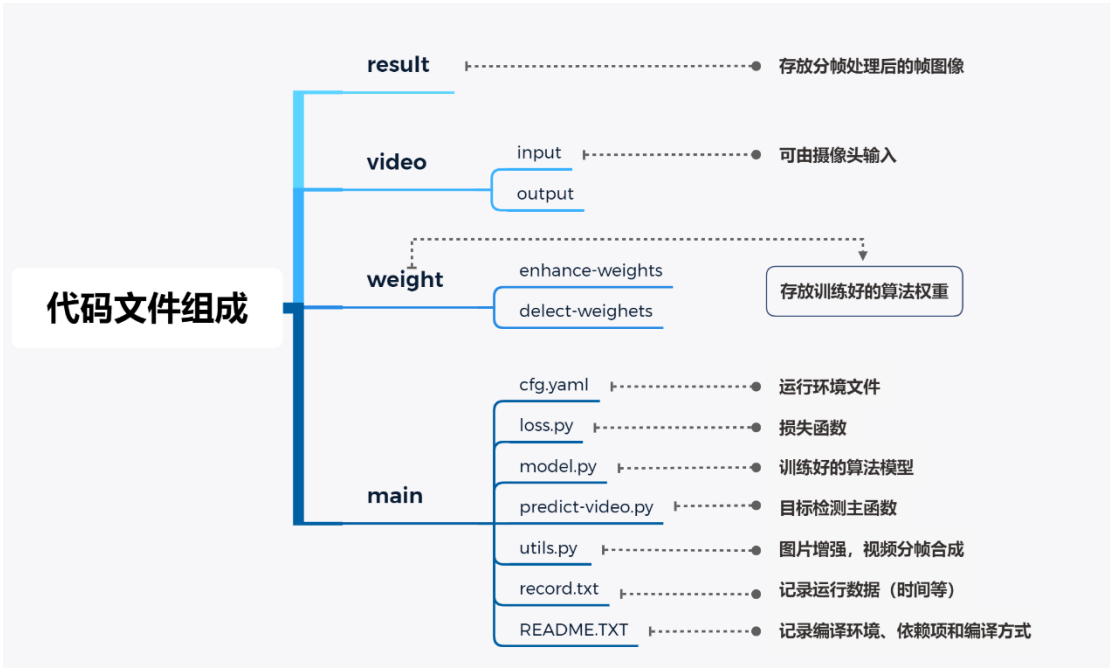 代码文件组成
result
存放分帧处理后的帧图像
video
input
可由摄像头输入
output
weight
enhance-weights
delect-weighets
存放训练好的算法权重
main
cfg.yaml
运行环境文件
loss.py
损失函数
model.py
训练好的算法模型
predict-video.py
目标检测主函数
utils.py
图片增强，视频分帧合成
record.txt
记录运行数据（时间等）
README.TXT
记录编译环境、依赖项和编译方式